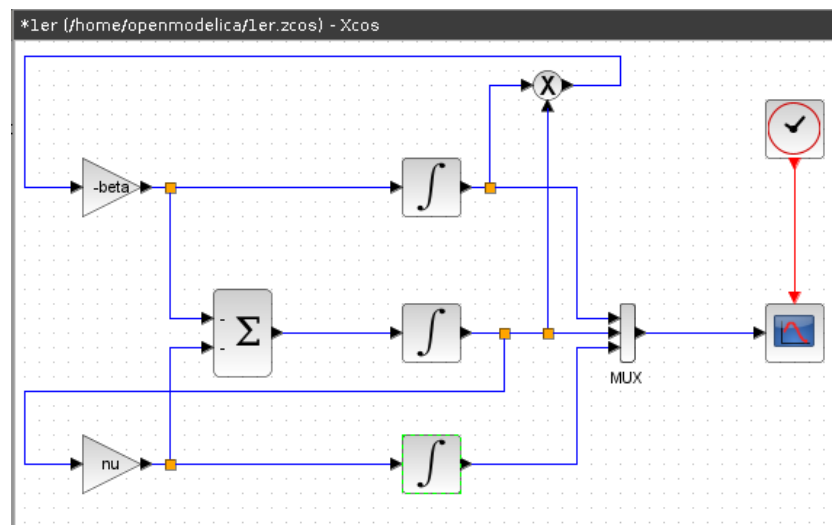 *1er (/home/openmodelica/1er.zcos) - Xcos
X
-beta
∫
-
-
Σ
∫
MUX
nu
∫